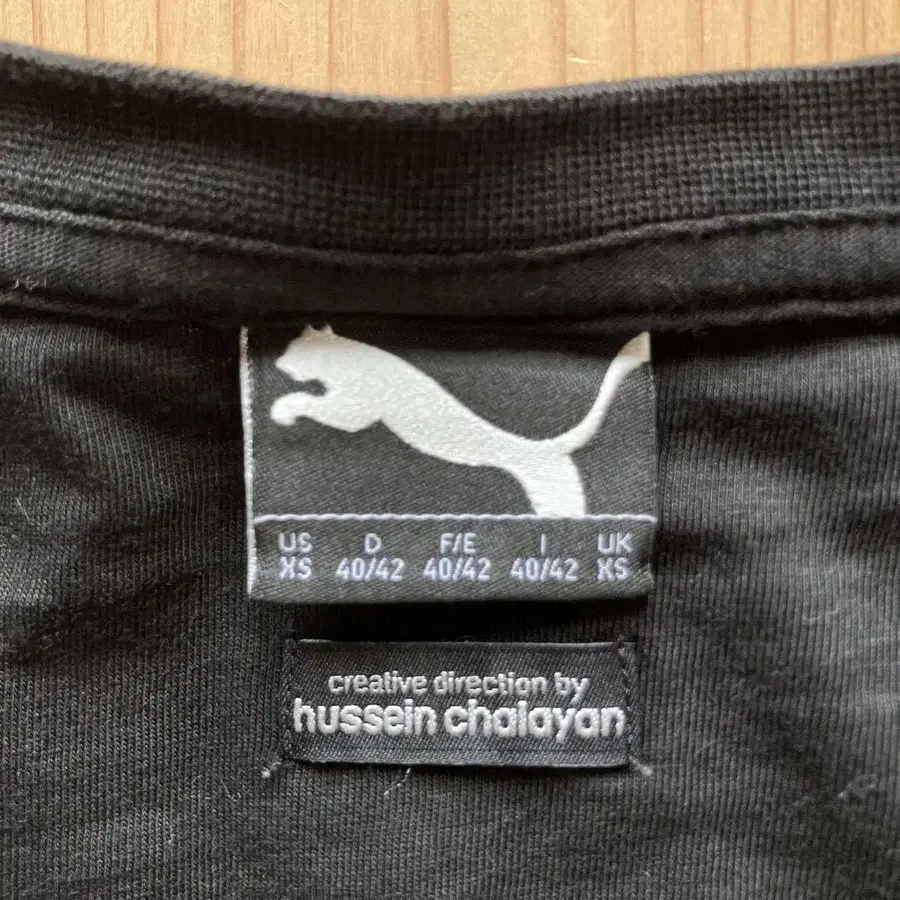 US D F/E I UK
XS 40/42 40/42 40/42 XS
creative direction by
hussein chalayan